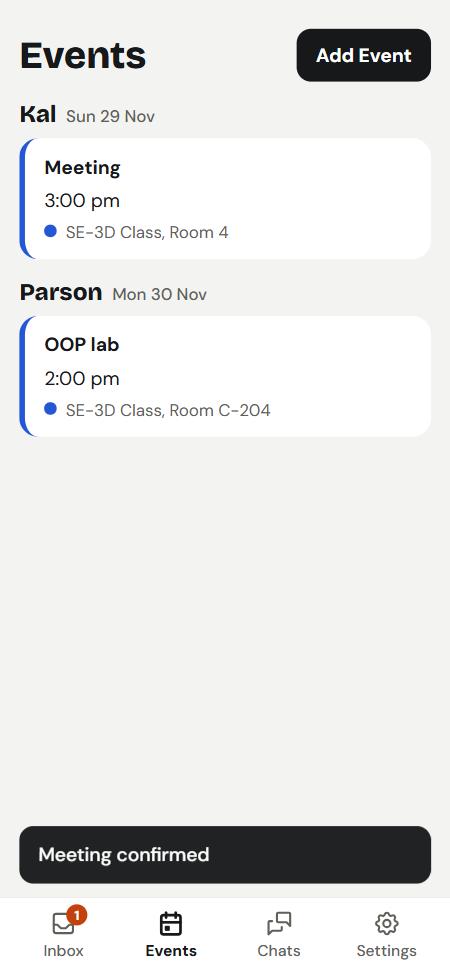 Events
Add Event
Kal Sun 29 Nov
Meeting
3:00 pm
SE-3D Class, Room 4
Parson Mon 30 Nov
OOP lab
2:00 pm
SE-3D Class, Room C-204
Meeting confirmed
1
Inbox
Events
Chats
Settings